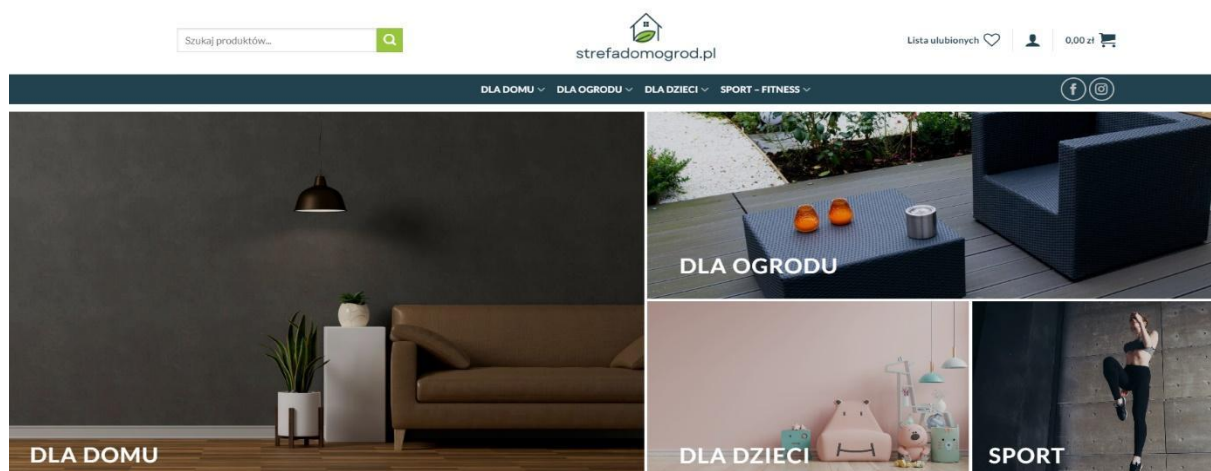 Szukaj produktów...
strefadomogrod.pl
Lista ulubionych
0,00 zł
DLA DOMU DLA OGRODU DLA DZIECI SPORT – FITNESS
DLA OGRODU
DLA DOMU
DLA DZIECI
SPORT